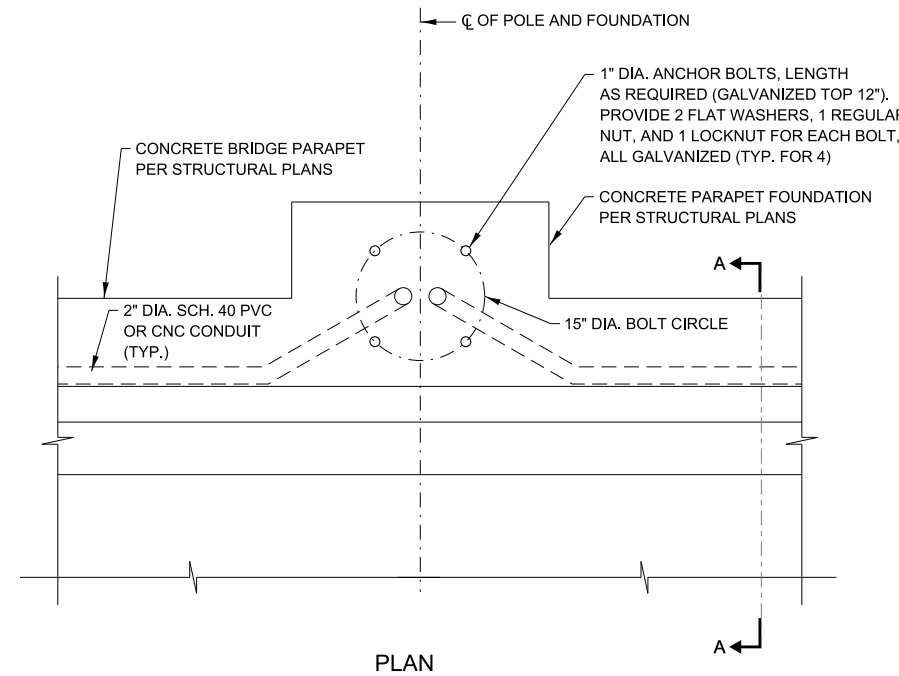 ℄ OF POLE AND FOUNDATION
1" DIA. ANCHOR BOLTS, LENGTH
AS REQUIRED (GALVANIZED TOP 12").
PROVIDE 2 FLAT WASHERS, 1 REGULAR
NUT, AND 1 LOCKNUT FOR EACH BOLT,
ALL GALVANIZED (TYP. FOR 4)
CONCRETE BRIDGE PARAPET
PER STRUCTURAL PLANS
CONCRETE PARAPET FOUNDATION
PER STRUCTURAL PLANS
A
2" DIA. SCH. 40 PVC
OR CNC CONDUIT
(TYP.)
15" DIA. BOLT CIRCLE
A
PLAN